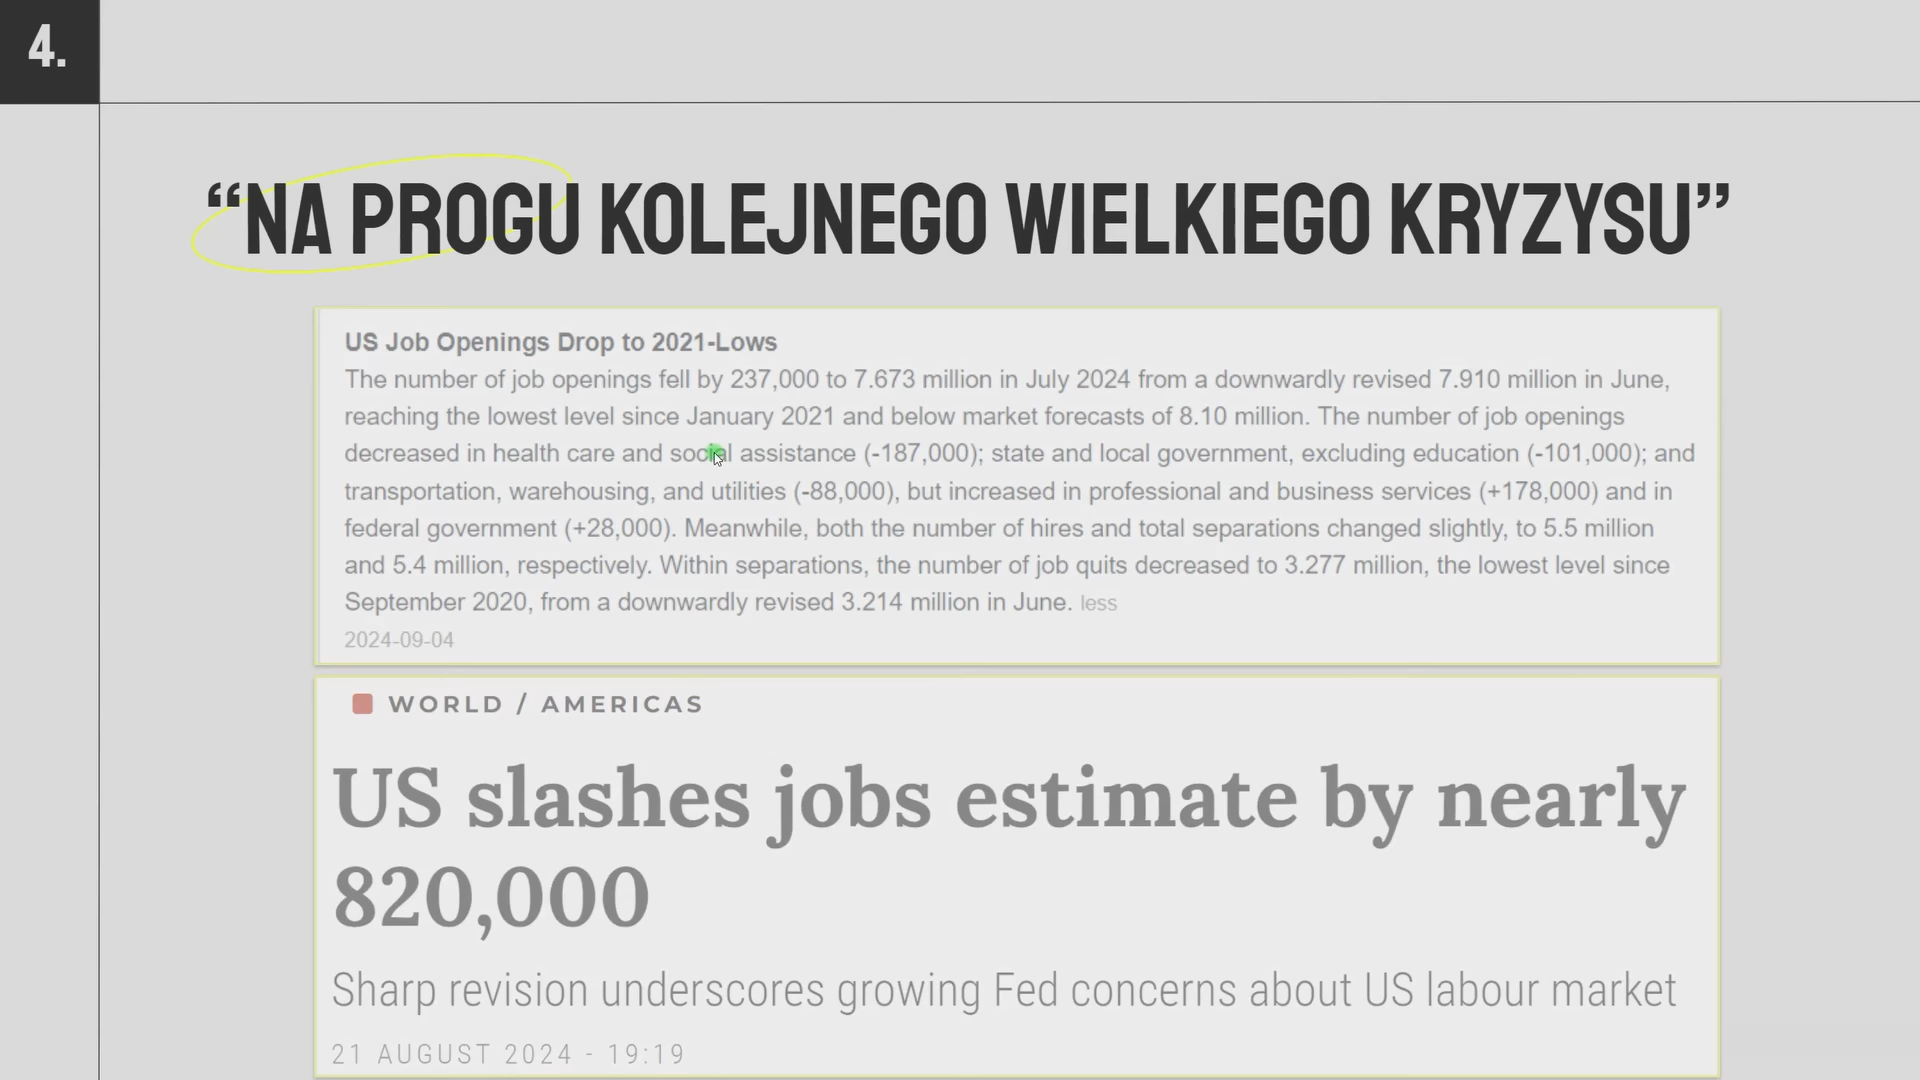 4.
“NA PROGU KOLEJNEGO WIELKIEGO KRYZYSU”
US Job Openings Drop to 2021-Lows
The number of job openings fell by 237,000 to 7.673 million in July 2024 from a downwardly revised 7.910 million in June,
reaching the lowest level since January 2021 and below market forecasts of 8.10 million. The number of job openings
decreased in health care and social assistance (-187,000); state and local government, excluding education (-101,000); and
transportation, warehousing, and utilities (-88,000), but increased in professional and business services (+178,000) and in
federal government (+28,000). Meanwhile, both the number of hires and total separations changed slightly, to 5.5 million
and 5.4 million, respectively. Within separations, the number of job quits decreased to 3.277 million, the lowest level since
September 2020, from a downwardly revised 3.214 million in June. less
2024-09-04
WORLD / AMERICAS
US slashes jobs estimate by nearly
820,000
Sharp revision underscores growing Fed concerns about US labour market
21 AUGUST 2024 - 19:19